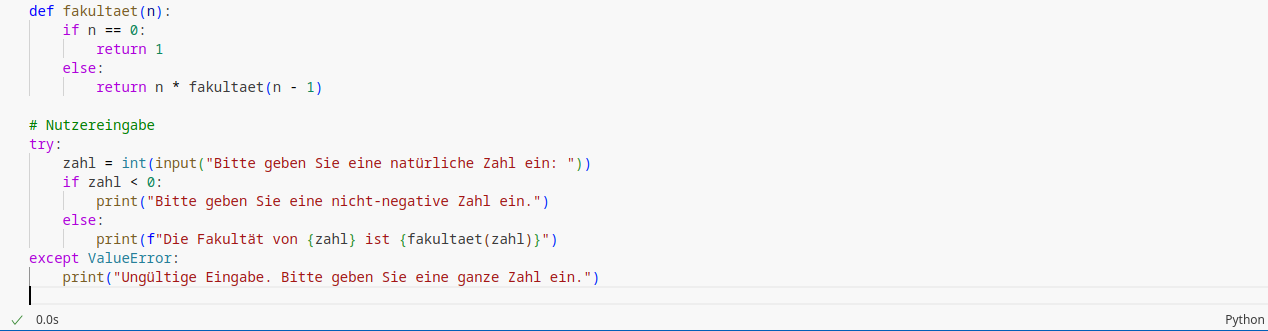 def fakultaet(n):
    if n == 0:
        return 1
    else:
        return n * fakultaet(n - 1)

# Nutzereingabe
try:
    zahl = int(input("Bitte geben Sie eine natürliche Zahl ein: "))
    if zahl < 0:
        print("Bitte geben Sie eine nicht-negative Zahl ein.")
    else:
        print(f"Die Fakultät von {zahl} ist {fakultaet(zahl)}")
except ValueError:
    print("Ungültige Eingabe. Bitte geben Sie eine ganze Zahl ein.")
0.0s
Python